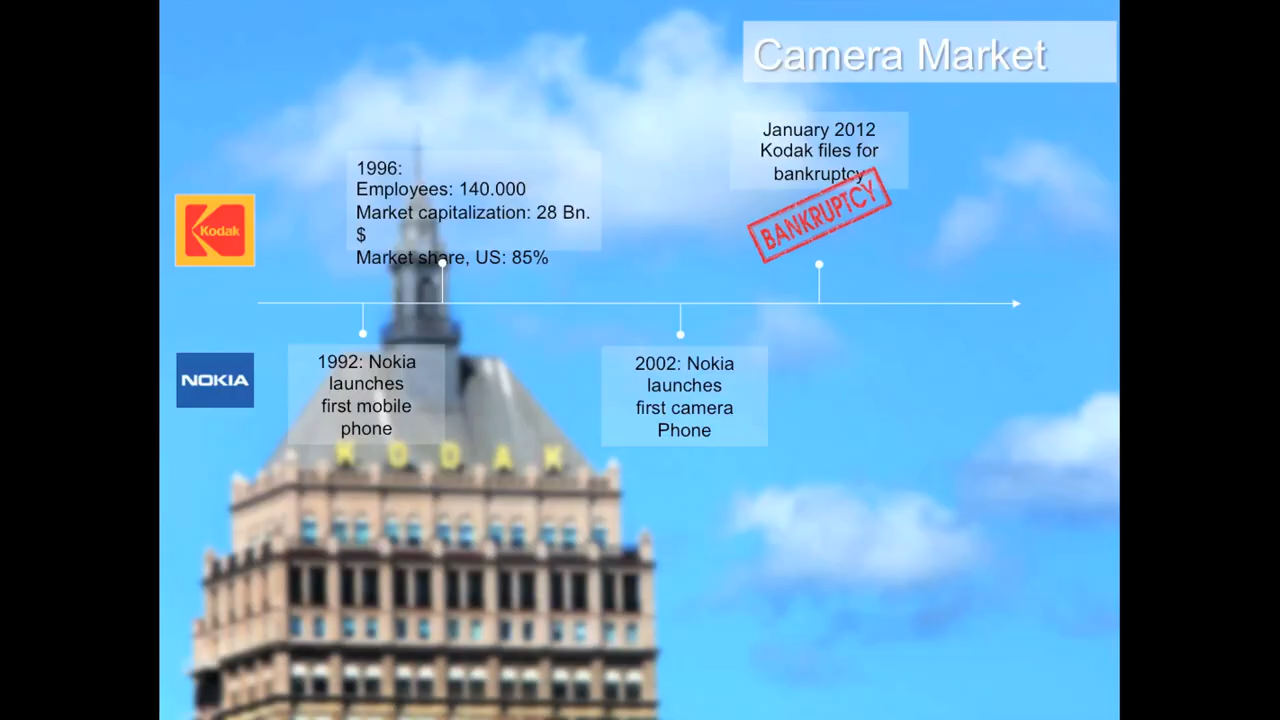 Camera Market
January 2012
Kodak files for
bankruptcy
BANKRUPTCY
1996:
Employees: 140.000
Market capitalization: 28 Bn.
$
Market share, US: 85%
Kodak
NOKIA
1992: Nokia
launches
first mobile
phone
2002: Nokia
launches
first camera
Phone
KODAK